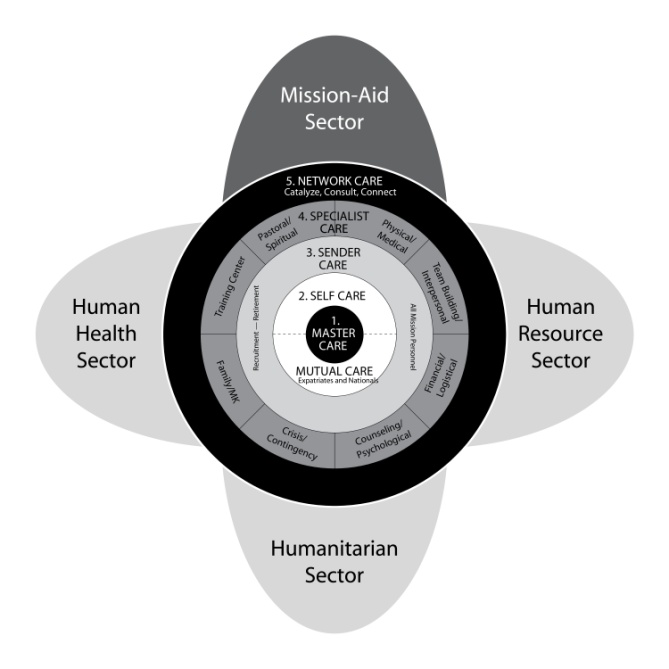 Mission-Aid
Sector
5. NETWORK CARE
Catalyze, Consult, Connect
4. SPECIALIST
CARE
Pastoral/
Spiritual
Physical/
Medical
3. SENDER
CARE
Training Center
Team Building/
Interpersonal
2. SELF CARE
Recruitment — Retirement
All Mission Personnel
1.
MASTER
CARE
Human
Health
Sector
Human
Resource
Sector
MUTUAL CARE
Expatriates and Nationals
Family/MK
Financial/
Logistical
Crisis/
Contingency
Counseling/
Psychological
Humanitarian
Sector